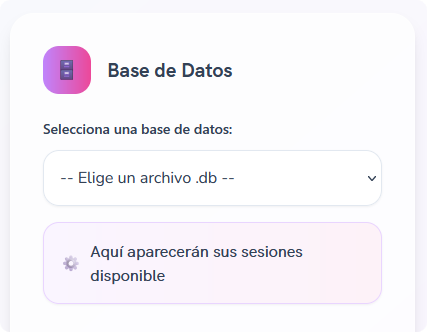 Base de Datos
Selecciona una base de datos:
-- Elige un archivo .db --
Aquí aparecerán sus sesiones
disponible